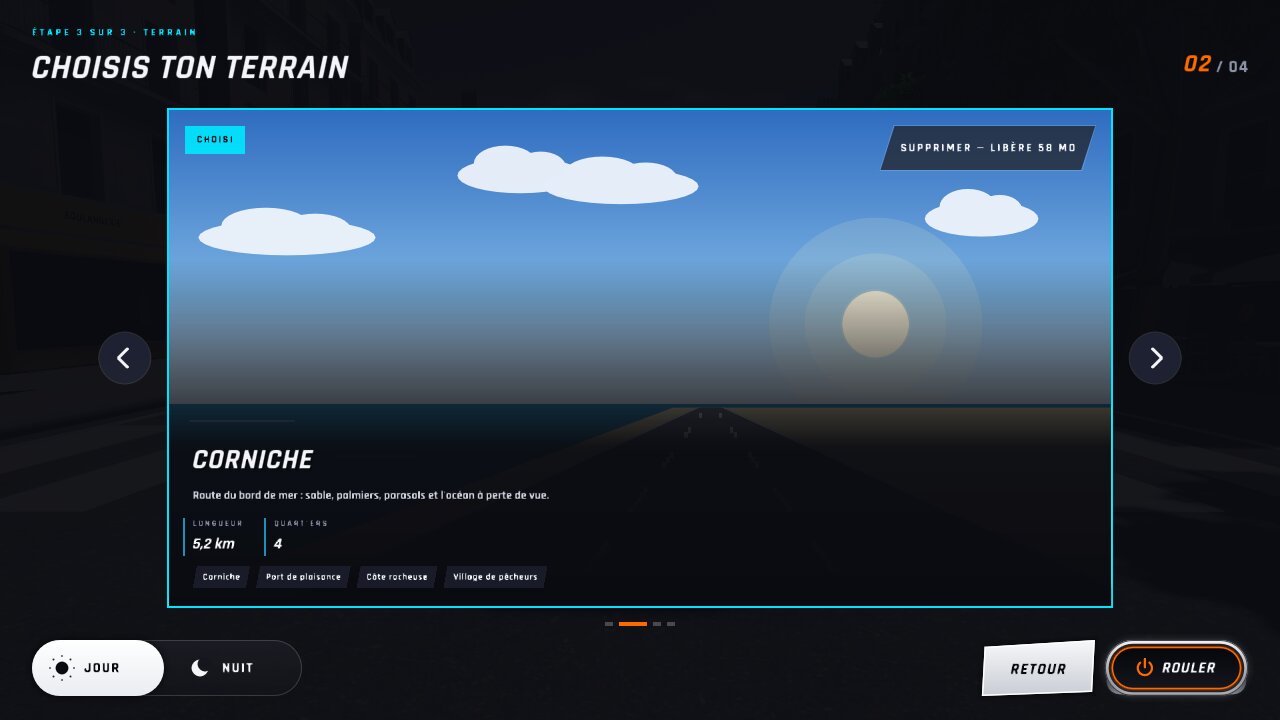 ÉTAPE 3 SUR 3 · TERRAIN
CHOISIS TON TERRAIN
02 / 04
CHOISI
SUPPRIMER — LIBÈRE 58 MO
BOULANGERIE
CORNICHE
Route du bord de mer : sable, palmiers, parasols et l'océan à perte de vue.
LONGUEUR
QUARTIERS
5,2 km
4
Corniche
Port de plaisance
Côte rocheuse
Village de pêcheurs
JOUR
NUIT
RETOUR
ROULER